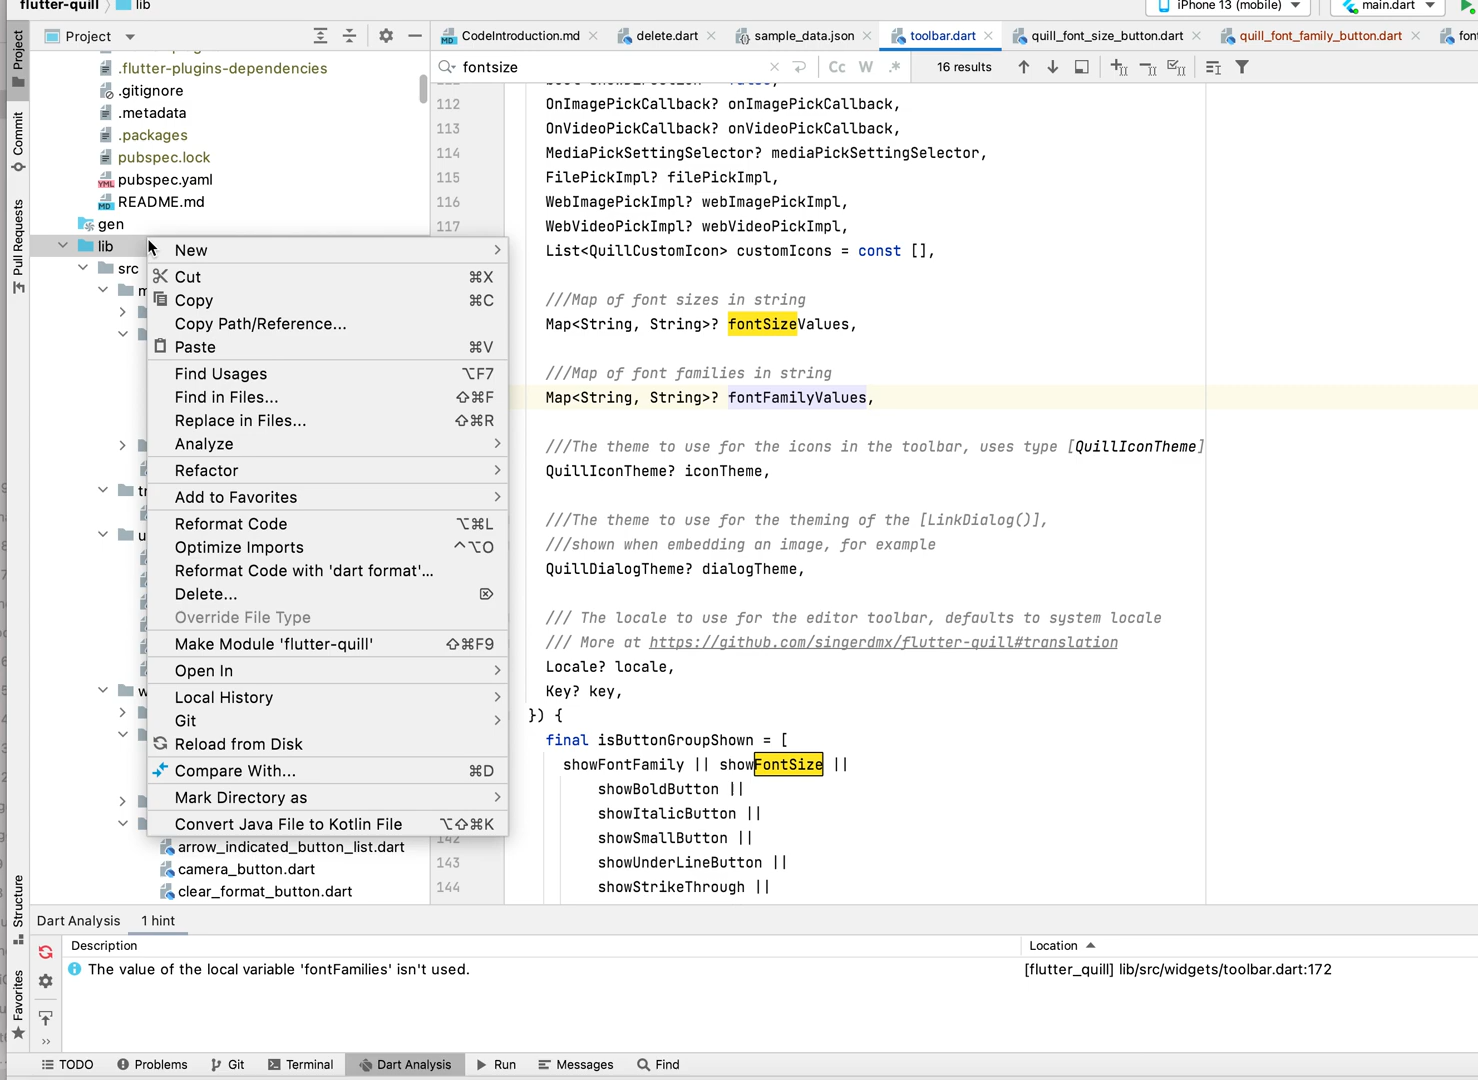 flutter-quill
lib
iPhone 13 (mobile)
main.dart
Project
CodeIntroduction.md
delete.dart
sample_data.json
toolbar.dart
quill_font_size_button.dart
quill_font_family_button.dart
fontsize
Cc
W
.*
16 results
Project
Commit
Pull Requests
Structure
Favorites
.flutter-plugins-dependencies
.gitignore
.metadata
.packages
pubspec.lock
pubspec.yaml
README.md
gen
lib
src
New
Cut ⌘X
Copy ⌘C
Copy Path/Reference...
Paste ⌘V
Find Usages ⌥F7
Find in Files... ⇧⌘F
Replace in Files... ⇧⌘R
Analyze
Refactor
Add to Favorites
Reformat Code ⌥⌘L
Optimize Imports ^⌥O
Reformat Code with 'dart format'...
Delete...
Override File Type
Make Module 'flutter-quill' ⇧⌘F9
Open In
Local History
Git
Reload from Disk
Compare With... ⌘D
Mark Directory as
Convert Java File to Kotlin File ⌥⇧⌘K
arrow_indicated_button_list.dart
camera_button.dart
clear_format_button.dart
112 OnImagePickCallback? onImagePickCallback,
113 OnVideoPickCallback? onVideoPickCallback,
114 MediaPickSettingSelector? mediaPickSettingSelector,
115 FilePickImpl? filePickImpl,
116 WebImagePickImpl? webImagePickImpl,
117 WebVideoPickImpl? webVideoPickImpl,
List<QuillCustomIcon> customIcons = const [],
///Map of font sizes in string
Map<String, String>? fontSizeValues,
///Map of font families in string
Map<String, String>? fontFamilyValues,
///The theme to use for the icons in the toolbar, uses type [QuillIconTheme]
QuillIconTheme? iconTheme,
///The theme to use for the theming of the [LinkDialog()],
///shown when embedding an image, for example
QuillDialogTheme? dialogTheme,
/// The locale to use for the editor toolbar, defaults to system locale
/// More at https://github.com/singerdmx/flutter-quill#translation
Locale? locale,
Key? key,
}) {
final isButtonGroupShown = [
showFontFamily || showFontSize ||
showBoldButton ||
showItalicButton ||
142 showSmallButton ||
143 showUnderLineButton ||
144 showStrikeThrough ||
Dart Analysis 1 hint
Description Location
The value of the local variable 'fontFamilies' isn't used. [flutter_quill] lib/src/widgets/toolbar.dart:172
TODO Problems Git Terminal Dart Analysis Run Messages Find